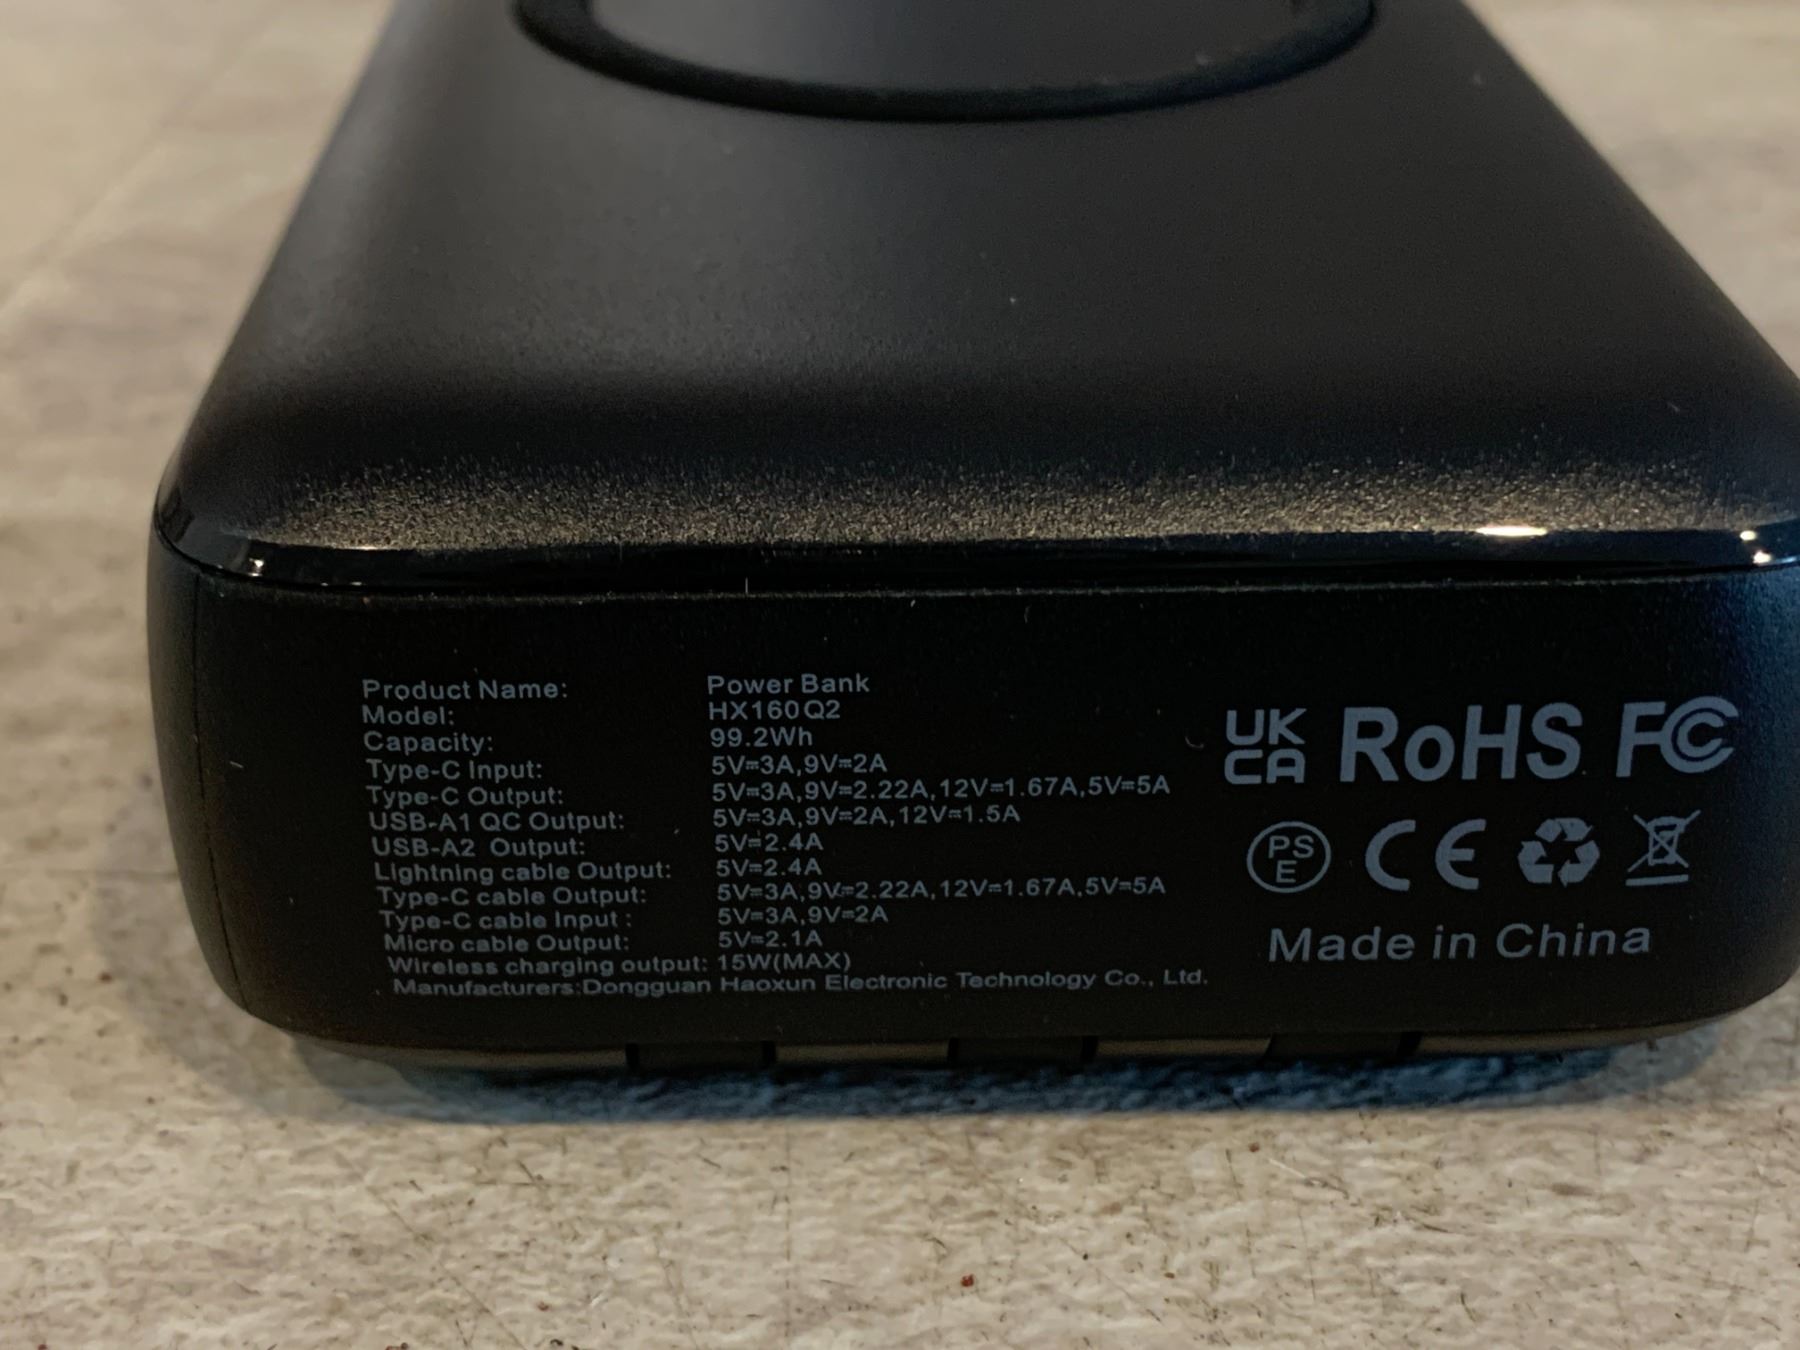 Product Name: Power Bank
Model: HX160Q2
Capacity: 99.2Wh
Type-C Input: 5V=3A,9V=2A
Type-C Output: 5V=3A,9V=2.22A,12V=1.67A,5V=5A
USB-A1 QC Output: 5V=3A,9V=2A,12V=1.5A
USB-A2 Output: 5V=2.4A
Lightning cable Output: 5V=2.4A
Type-C cable Output: 5V=3A,9V=2.22A,12V=1.67A,5V=5A
Type-C cable Input : 5V=3A,9V=2A
Micro cable Output: 5V=2.1A
Wireless charging output: 15W(MAX)
Manufacturers:Dongguan Haoxun Electronic Technology Co., Ltd.
UK
CA RoHS FC
PS
E CE
Made in China